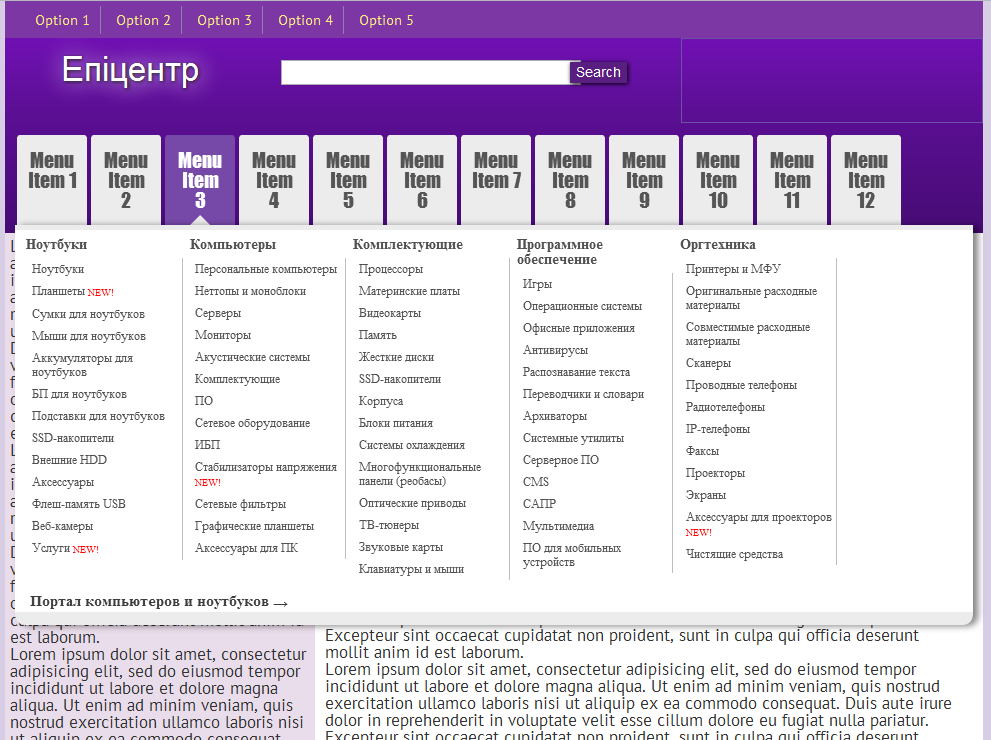 Option 1 Option 2 Option 3 Option 4 Option 5
Епіцентр
Search
Menu Item 1
Menu Item 2
Menu Item 3
Menu Item 4
Menu Item 5
Menu Item 6
Menu Item 7
Menu Item 8
Menu Item 9
Menu Item 10
Menu Item 11
Menu Item 12
Ноутбуки
Ноутбуки
Планшеты NEW!
Сумки для ноутбуков
Мыши для ноутбуков
Аккумуляторы для
ноутбуков
БП для ноутбуков
Подставки для ноутбуков
SSD-накопители
Внешние HDD
Аксессуары
Флеш-память USB
Веб-камеры
Услуги NEW!
Компьютеры
Персональные компьютеры
Неттопы и моноблоки
Серверы
Мониторы
Акустические системы
Комплектующие
ПО
Сетевое оборудование
ИБП
Стабилизаторы напряжения
NEW!
Сетевые фильтры
Графические планшеты
Аксессуары для ПК
Комплектующие
Процессоры
Материнские платы
Видеокарты
Память
Жесткие диски
SSD-накопители
Корпуса
Блоки питания
Системы охлаждения
Многофункциональные
панели (реобасы)
Оптические приводы
ТВ-тюнеры
Звуковые карты
Клавиатуры и мыши
Программное
обеспечение
Игры
Операционные системы
Офисные приложения
Антивирусы
Распознавание текста
Переводчики и словари
Архиваторы
Системные утилиты
Серверное ПО
CMS
САПР
Мультимедиа
ПО для мобильных
устройств
Оргтехника
Принтеры и МФУ
Оригинальные расходные
материалы
Совместимые расходные
материалы
Сканеры
Проводные телефоны
Радиотелефоны
IP-телефоны
Факсы
Проекторы
Экраны
Аксессуары для проекторов
NEW!
Чистящие средства
Портал компьютеров и ноутбуков →
est laborum.
Lorem ipsum dolor sit amet, consectetur
adipisicing elit, sed do eiusmod tempor
incididunt ut labore et dolore magna
aliqua. Ut enim ad minim veniam, quis
nostrud exercitation ullamco laboris nisi
ut aliquip ex ea commodo consequat.
Excepteur sint occaecat cupidatat non proident, sunt in culpa qui officia deserunt
mollit anim id est laborum.
Lorem ipsum dolor sit amet, consectetur adipisicing elit, sed do eiusmod tempor
incididunt ut labore et dolore magna aliqua. Ut enim ad minim veniam, quis nostrud
exercitation ullamco laboris nisi ut aliquip ex ea commodo consequat. Duis aute irure
dolor in reprehenderit in voluptate velit esse cillum dolore eu fugiat nulla pariatur.
Excepteur sint occaecat cupidatat non proident, sunt in culpa qui officia deserunt